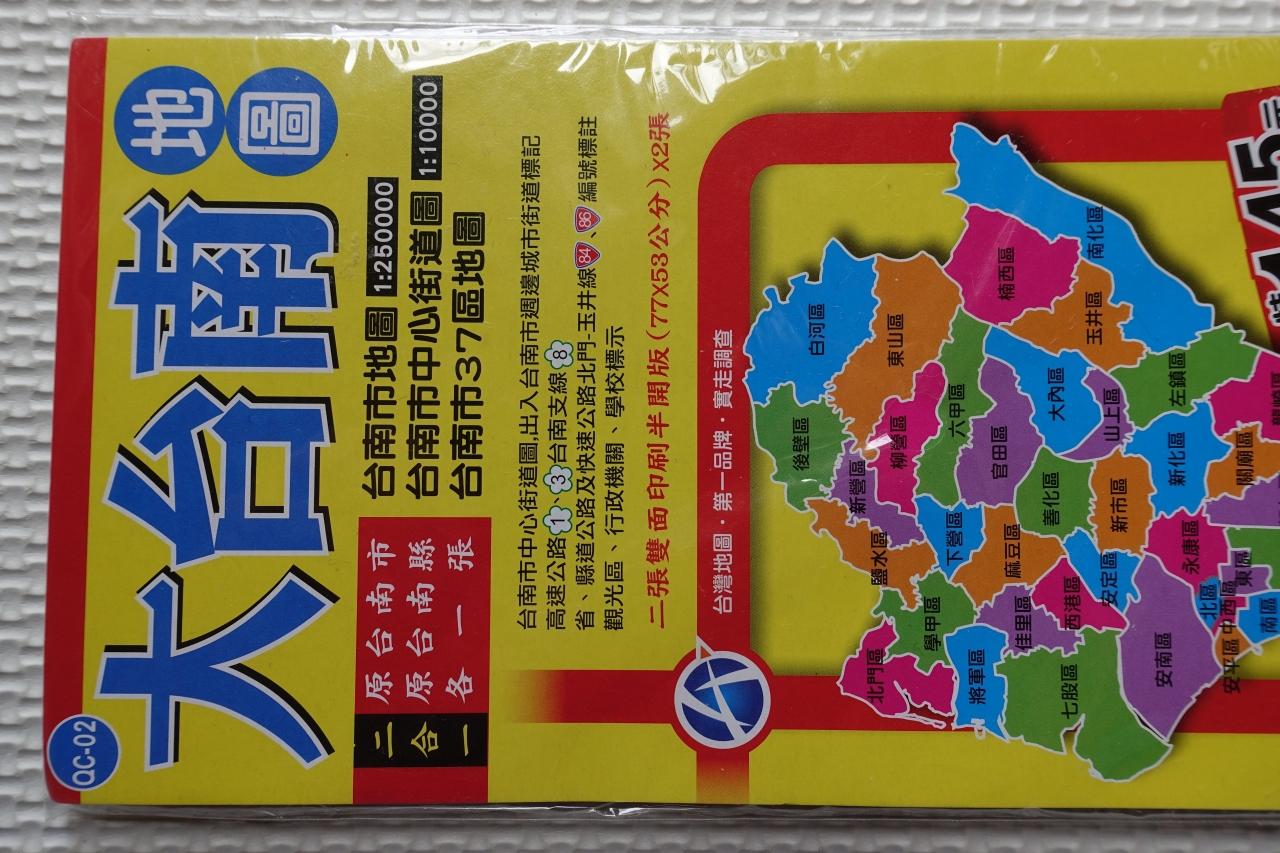 QC-02
大台南地圖
二合一
原台南市
原台南縣
各一張
台南市地圖 1:250000
台南市中心街道圖 1:10000
台南市37區地圖
台南市中心街道圖,出入台南市週邊城市街道標記
高速公路1、3台南支線8
省、縣道公路及快速公路北門-玉井線84、86編號標註
觀光區、行政機關、學校標示
二張雙面印刷半開版(77X53公分)X2張
台灣地圖・第一品牌・實走調查
白河區
後壁區
東山區
新營區
柳營區
鹽水區
北門區
學甲區
下營區
六甲區
楠西區
南化區
玉井區
大內區
官田區
麻豆區
將軍區
佳里區
西港區
善化區
山上區
左鎮區
七股區
安定區
新市區
新化區
安南區
永康區
關廟區
北區
中西區
東區
安平區
南區
145元